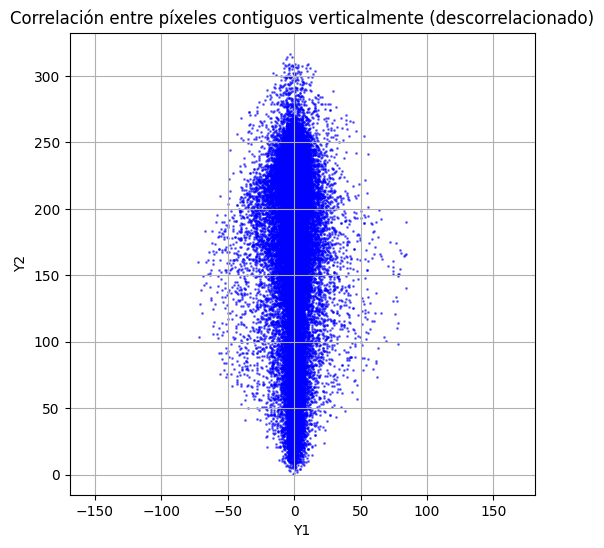 Correlación entre píxeles contiguos verticalmente (descorrelacionado)
300
250
200
150
100
50
0
Y2
−150 −100 −50 0 50 100 150
Y1